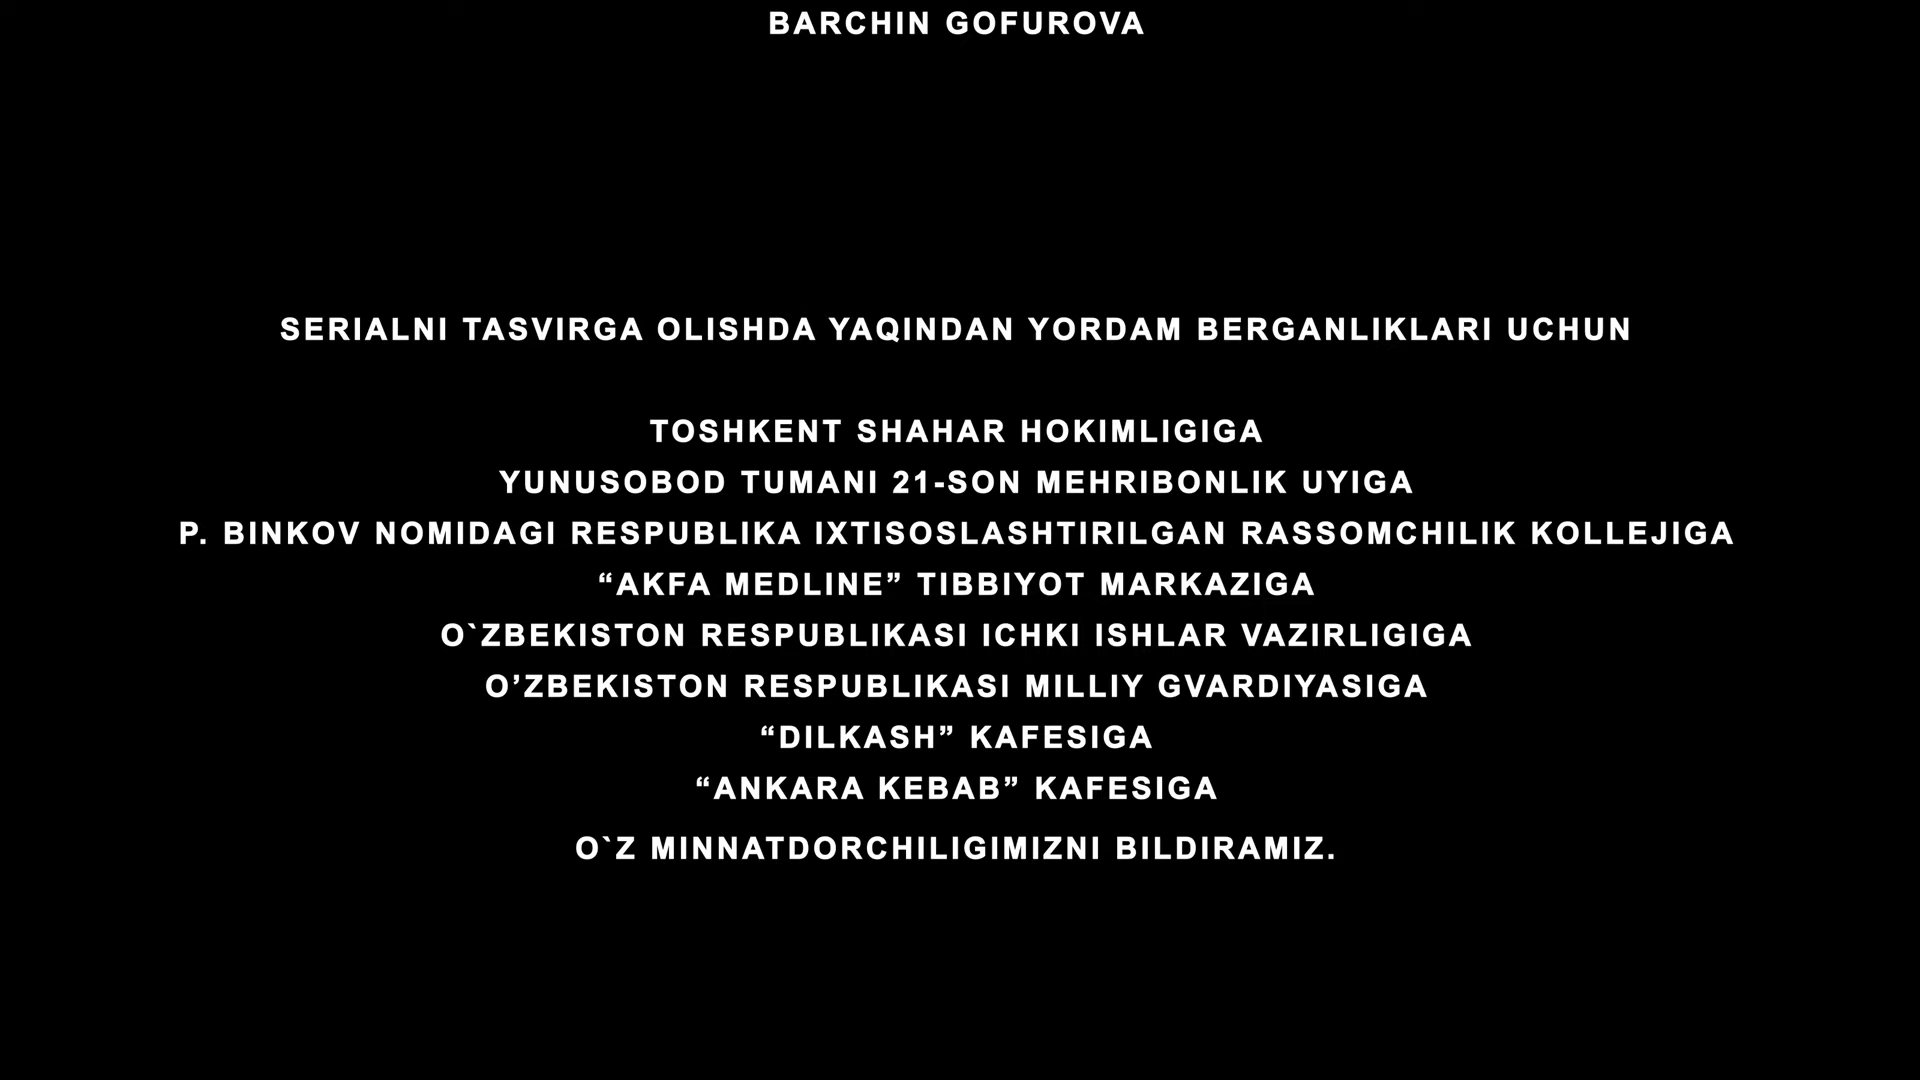 BARCHIN GOFUROVA
SERIALNI TASVIRGA OLISHDA YAQINDAN YORDAM BERGANLIKLARI UCHUN
TOSHKENT SHAHAR HOKIMLIGIGA
YUNUSOBOD TUMANI 21-SON MEHRIBONLIK UYIGA
P. BINKOV NOMIDAGI RESPUBLIKA IXTISOSLASHTIRILGAN RASSOMCHILIK KOLLEJIGA
“AKFA MEDLINE” TIBBIYOT MARKAZIGA
O`ZBEKISTON RESPUBLIKASI ICHKI ISHLAR VAZIRLIGIGA
O’ZBEKISTON RESPUBLIKASI MILLIY GVARDIYASIGA
“DILKASH” KAFESIGA
“ANKARA KEBAB” KAFESIGA
O`Z MINNATDORCHILIGIMIZNI BILDIRAMIZ.